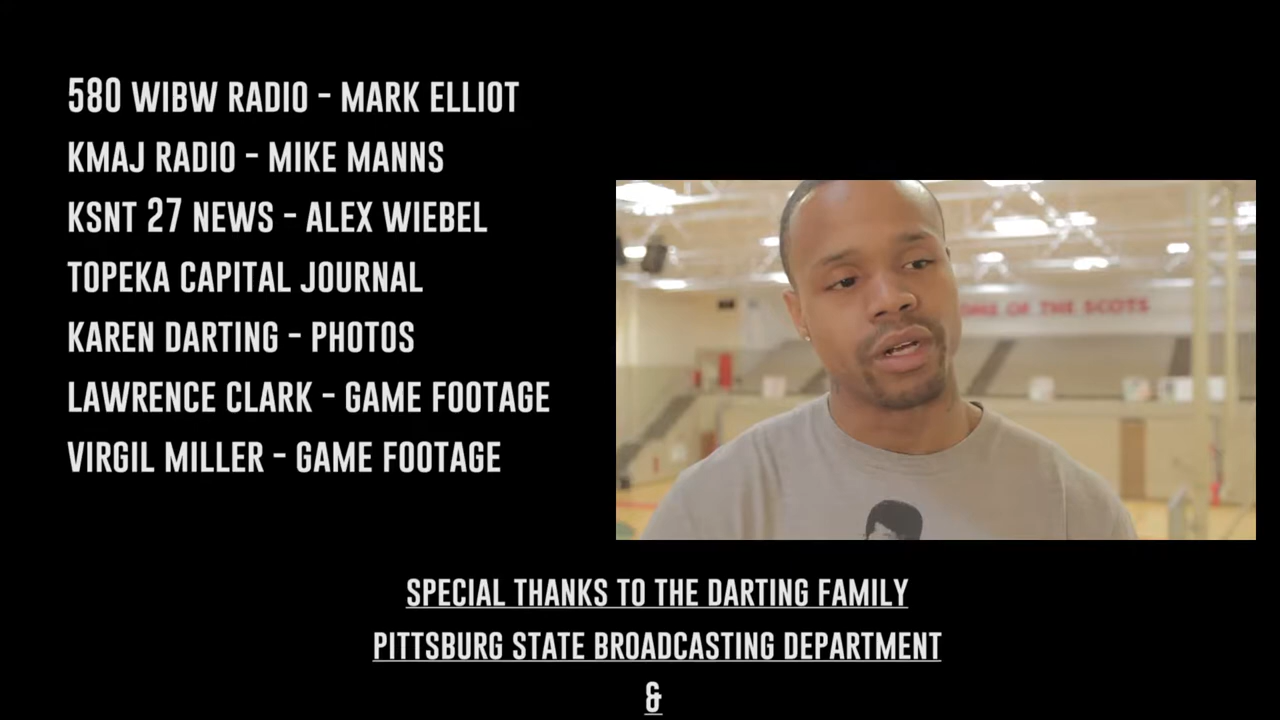 580 WIBW RADIO - MARK ELLIOT
KMAJ RADIO - MIKE MANNS
KSNT 27 NEWS - ALEX WIEBEL
TOPEKA CAPITAL JOURNAL
KAREN DARTING - PHOTOS
LAWRENCE CLARK - GAME FOOTAGE
VIRGIL MILLER - GAME FOOTAGE
OF THE SCOTS
SPECIAL THANKS TO THE DARTING FAMILY
PITTSBURG STATE BROADCASTING DEPARTMENT
&